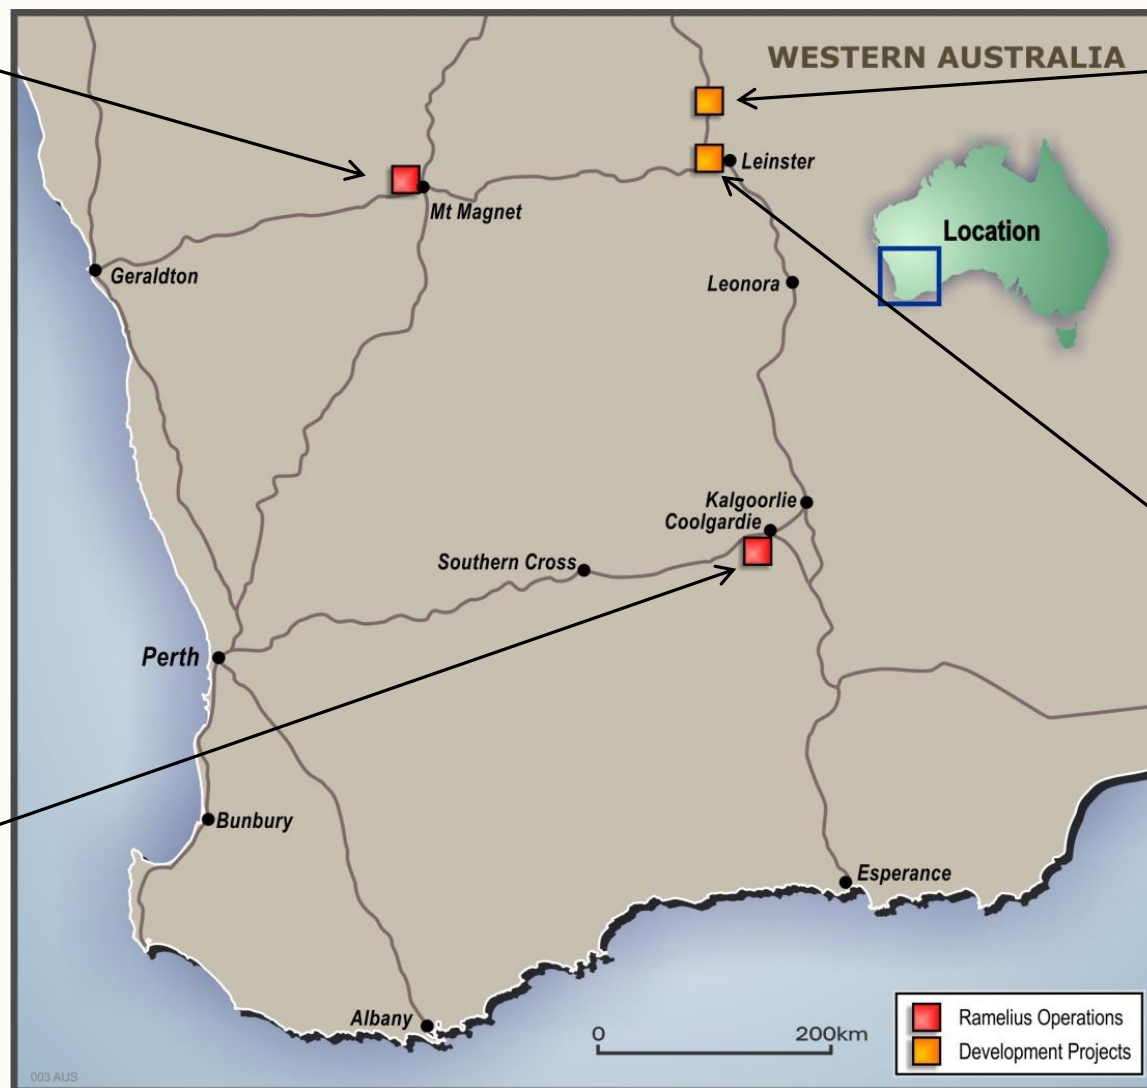 WESTERN AUSTRALIA
Leinster
Mt Magnet
Location
Geraldton
Leonora
Kalgoorlie
Coolgardie
Southern Cross
Perth
Bunbury
Esperance
Albany
0 200km
Ramelius Operations
Development Projects
003 AUS